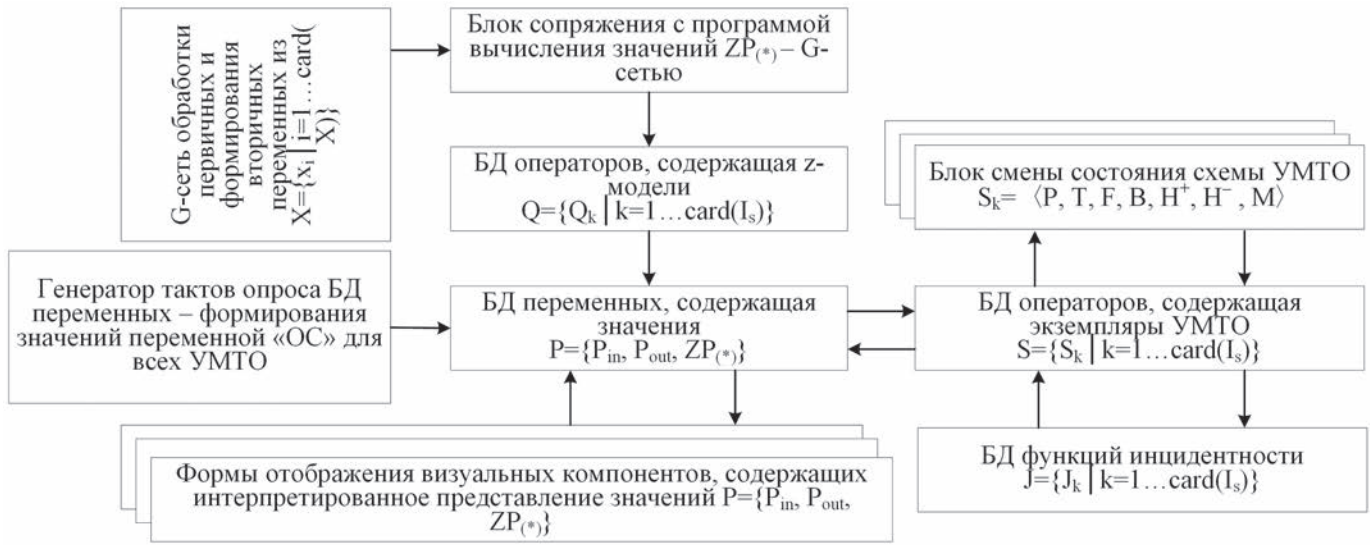 G-сеть обработки
первичных и
формирования
вторичных
переменных из
X={xᵢ | i=1…card(
X)}
Блок сопряжения с программой
вычисления значений ZP₍*₎ – G-
сетью
БД операторов, содержащая z-
модели
Q={Qₖ | k=1…card(Iₛ)}
Блок смены состояния схемы УМТО
Sₖ= ⟨P, T, F, B, H⁺, H⁻ , M⟩
Генератор тактов опроса БД
переменных – формирования
значений переменной «ОС» для
всех УМТО
БД переменных, содержащая
значения
P={Pᵢₙ, Pₒᵤₜ, ZP₍*₎}
БД операторов, содержащая
экземпляры УМТО
S={Sₖ | k=1…card(Iₛ)}
Формы отображения визуальных компонентов, содержащих
интерпретированное представление значений P={Pᵢₙ, Pₒᵤₜ,
ZP₍*₎}
БД функций инцидентности
J={Jₖ | k=1…card(Iₛ)}